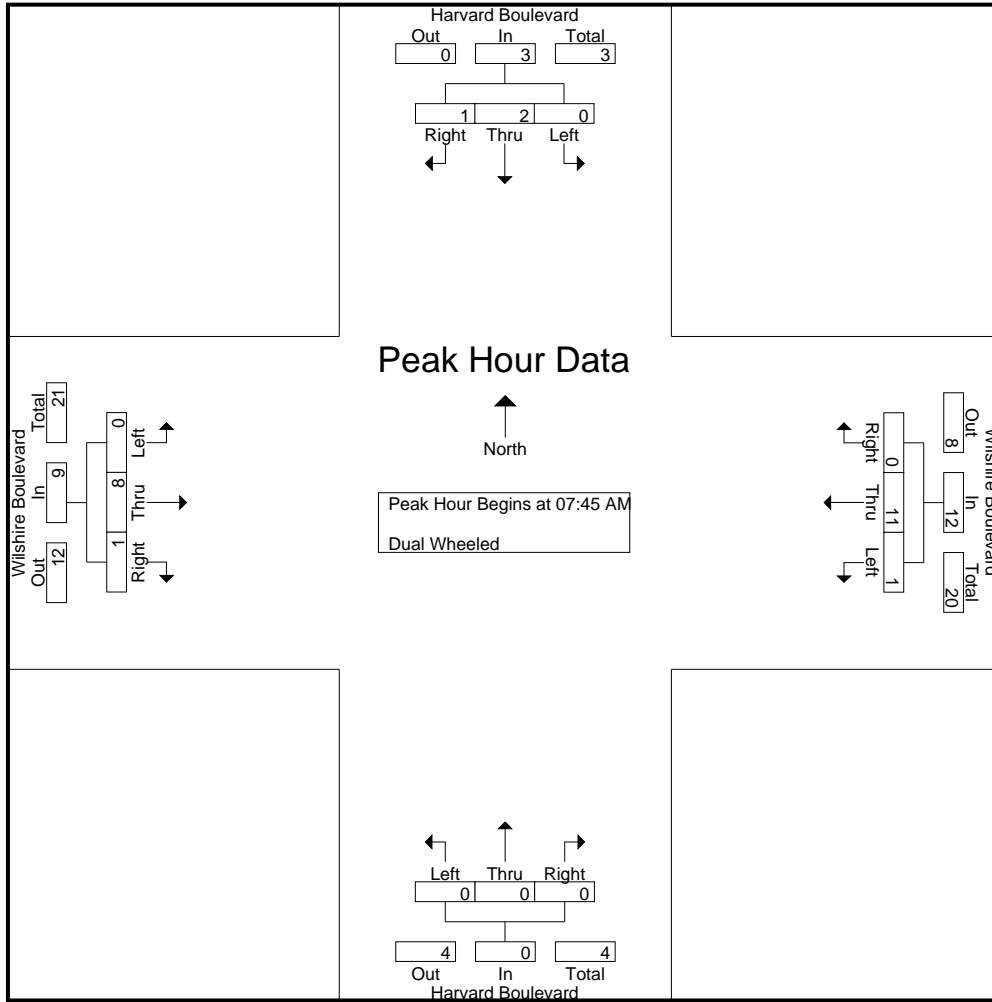 Harvard Boulevard
Out In Total
0 3 3
1 2 0
Right Thru Left
Peak Hour Data
North
Peak Hour Begins at 07:45 AM
Dual Wheeled
Wilshire Boulevard
Out In Total
12 9 21
0 8 1
Left Thru Right
Wilshire Boulevard
Out In Total
8 12 20
0 11 1
Right Thru Left
Left Thru Right
0 0 0
4 0 4
Out In Total
Harvard Boulevard